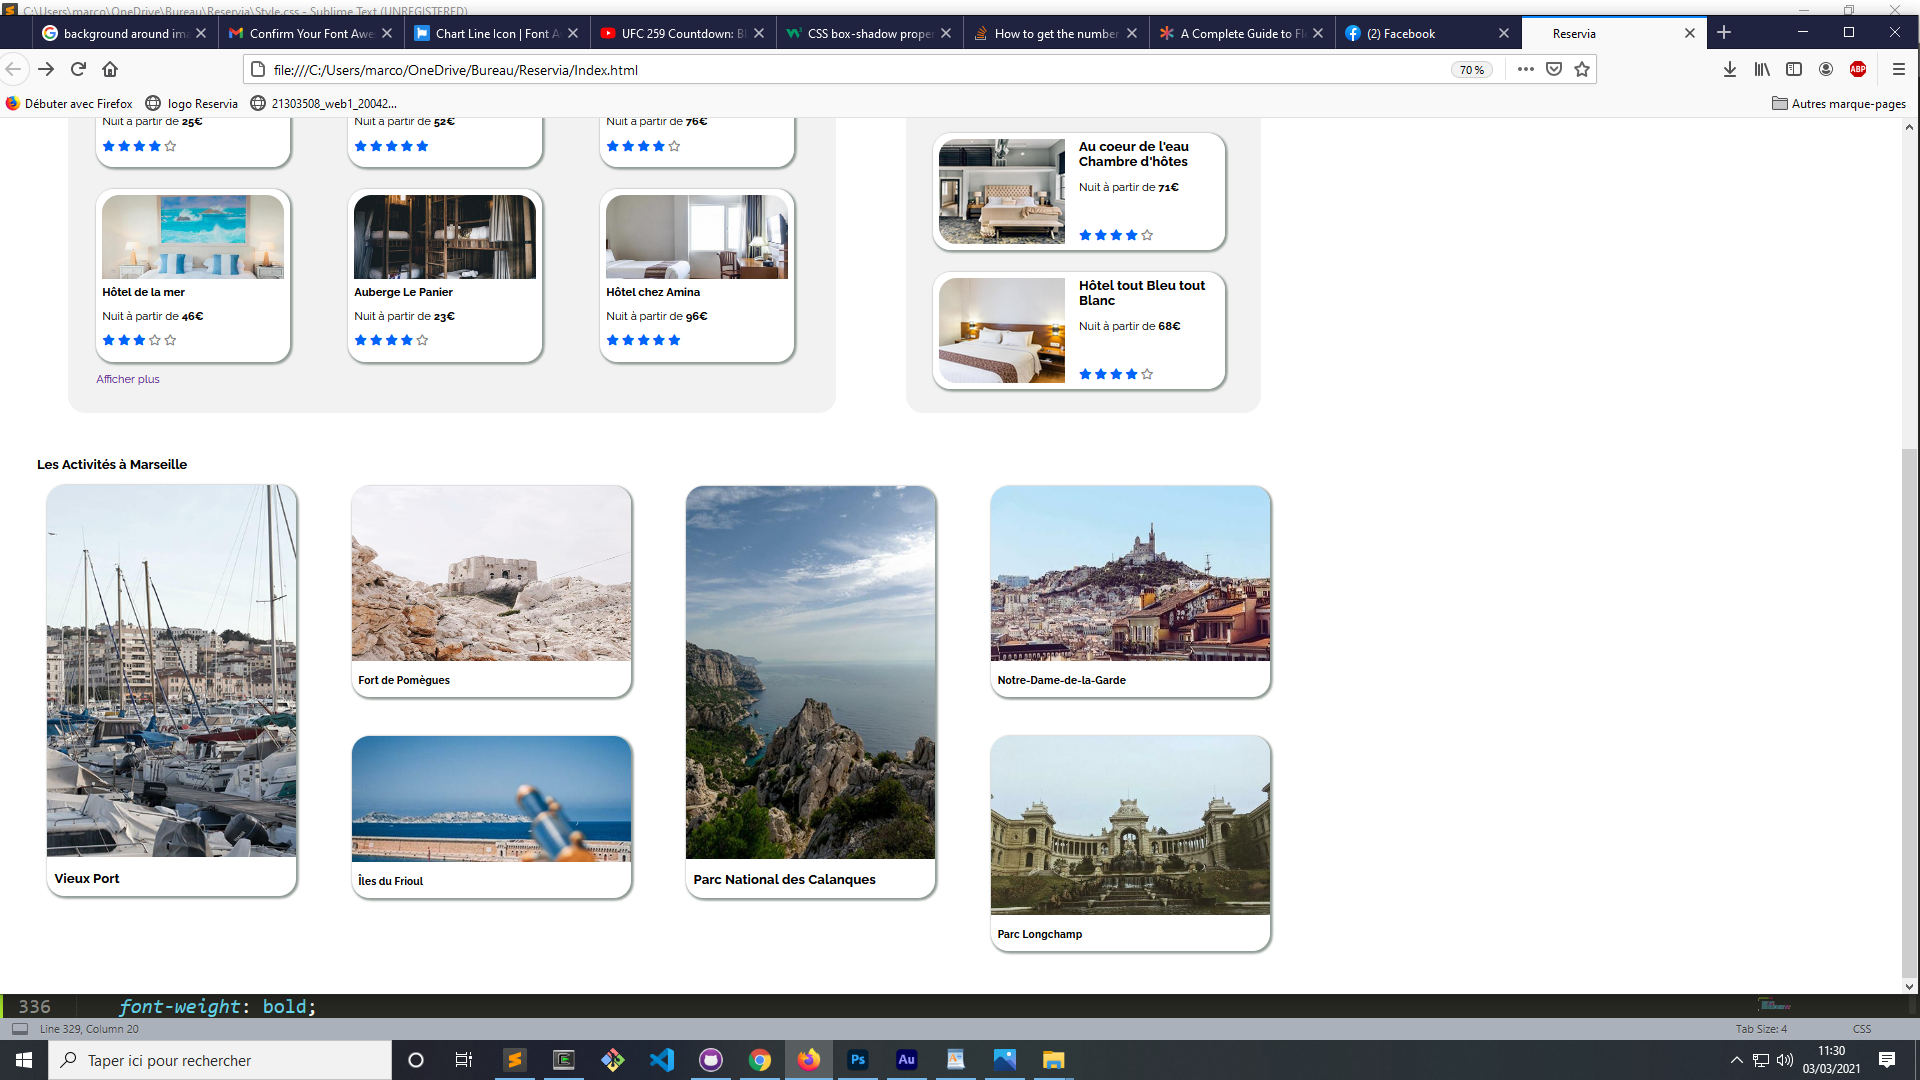 C:\Users\marco\OneDrive\Bureau\Reservia\Style.css - Sublime Text (UNREGISTERED)
background around im
Confirm Your Font Awe
Chart Line Icon | Font A
UFC 259 Countdown: Bl
CSS box-shadow proper
How to get the number
A Complete Guide to Fl
(2) Facebook
Reservia
file:///C:/Users/marco/OneDrive/Bureau/Reservia/Index.html
70 %
ABP
Débuter avec Firefox
logo Reservia
21303508_web1_20042...
Autres marque-pages
Nuit à partir de 25€
Nuit à partir de 52€
Nuit à partir de 76€
Au coeur de l'eau
Chambre d'hôtes
Nuit à partir de 71€
Hôtel de la mer
Nuit à partir de 46€
Auberge Le Panier
Nuit à partir de 23€
Hôtel chez Amina
Nuit à partir de 96€
Hôtel tout Bleu tout
Blanc
Nuit à partir de 68€
Afficher plus
Les Activités à Marseille
Fort de Pomègues
Notre-Dame-de-la-Garde
Vieux Port
Îles du Frioul
Parc National des Calanques
Parc Longchamp
336 font-weight: bold;
Line 329, Column 20
Tab Size: 4
CSS
Taper ici pour rechercher
Ps
Au
11:30
03/03/2021